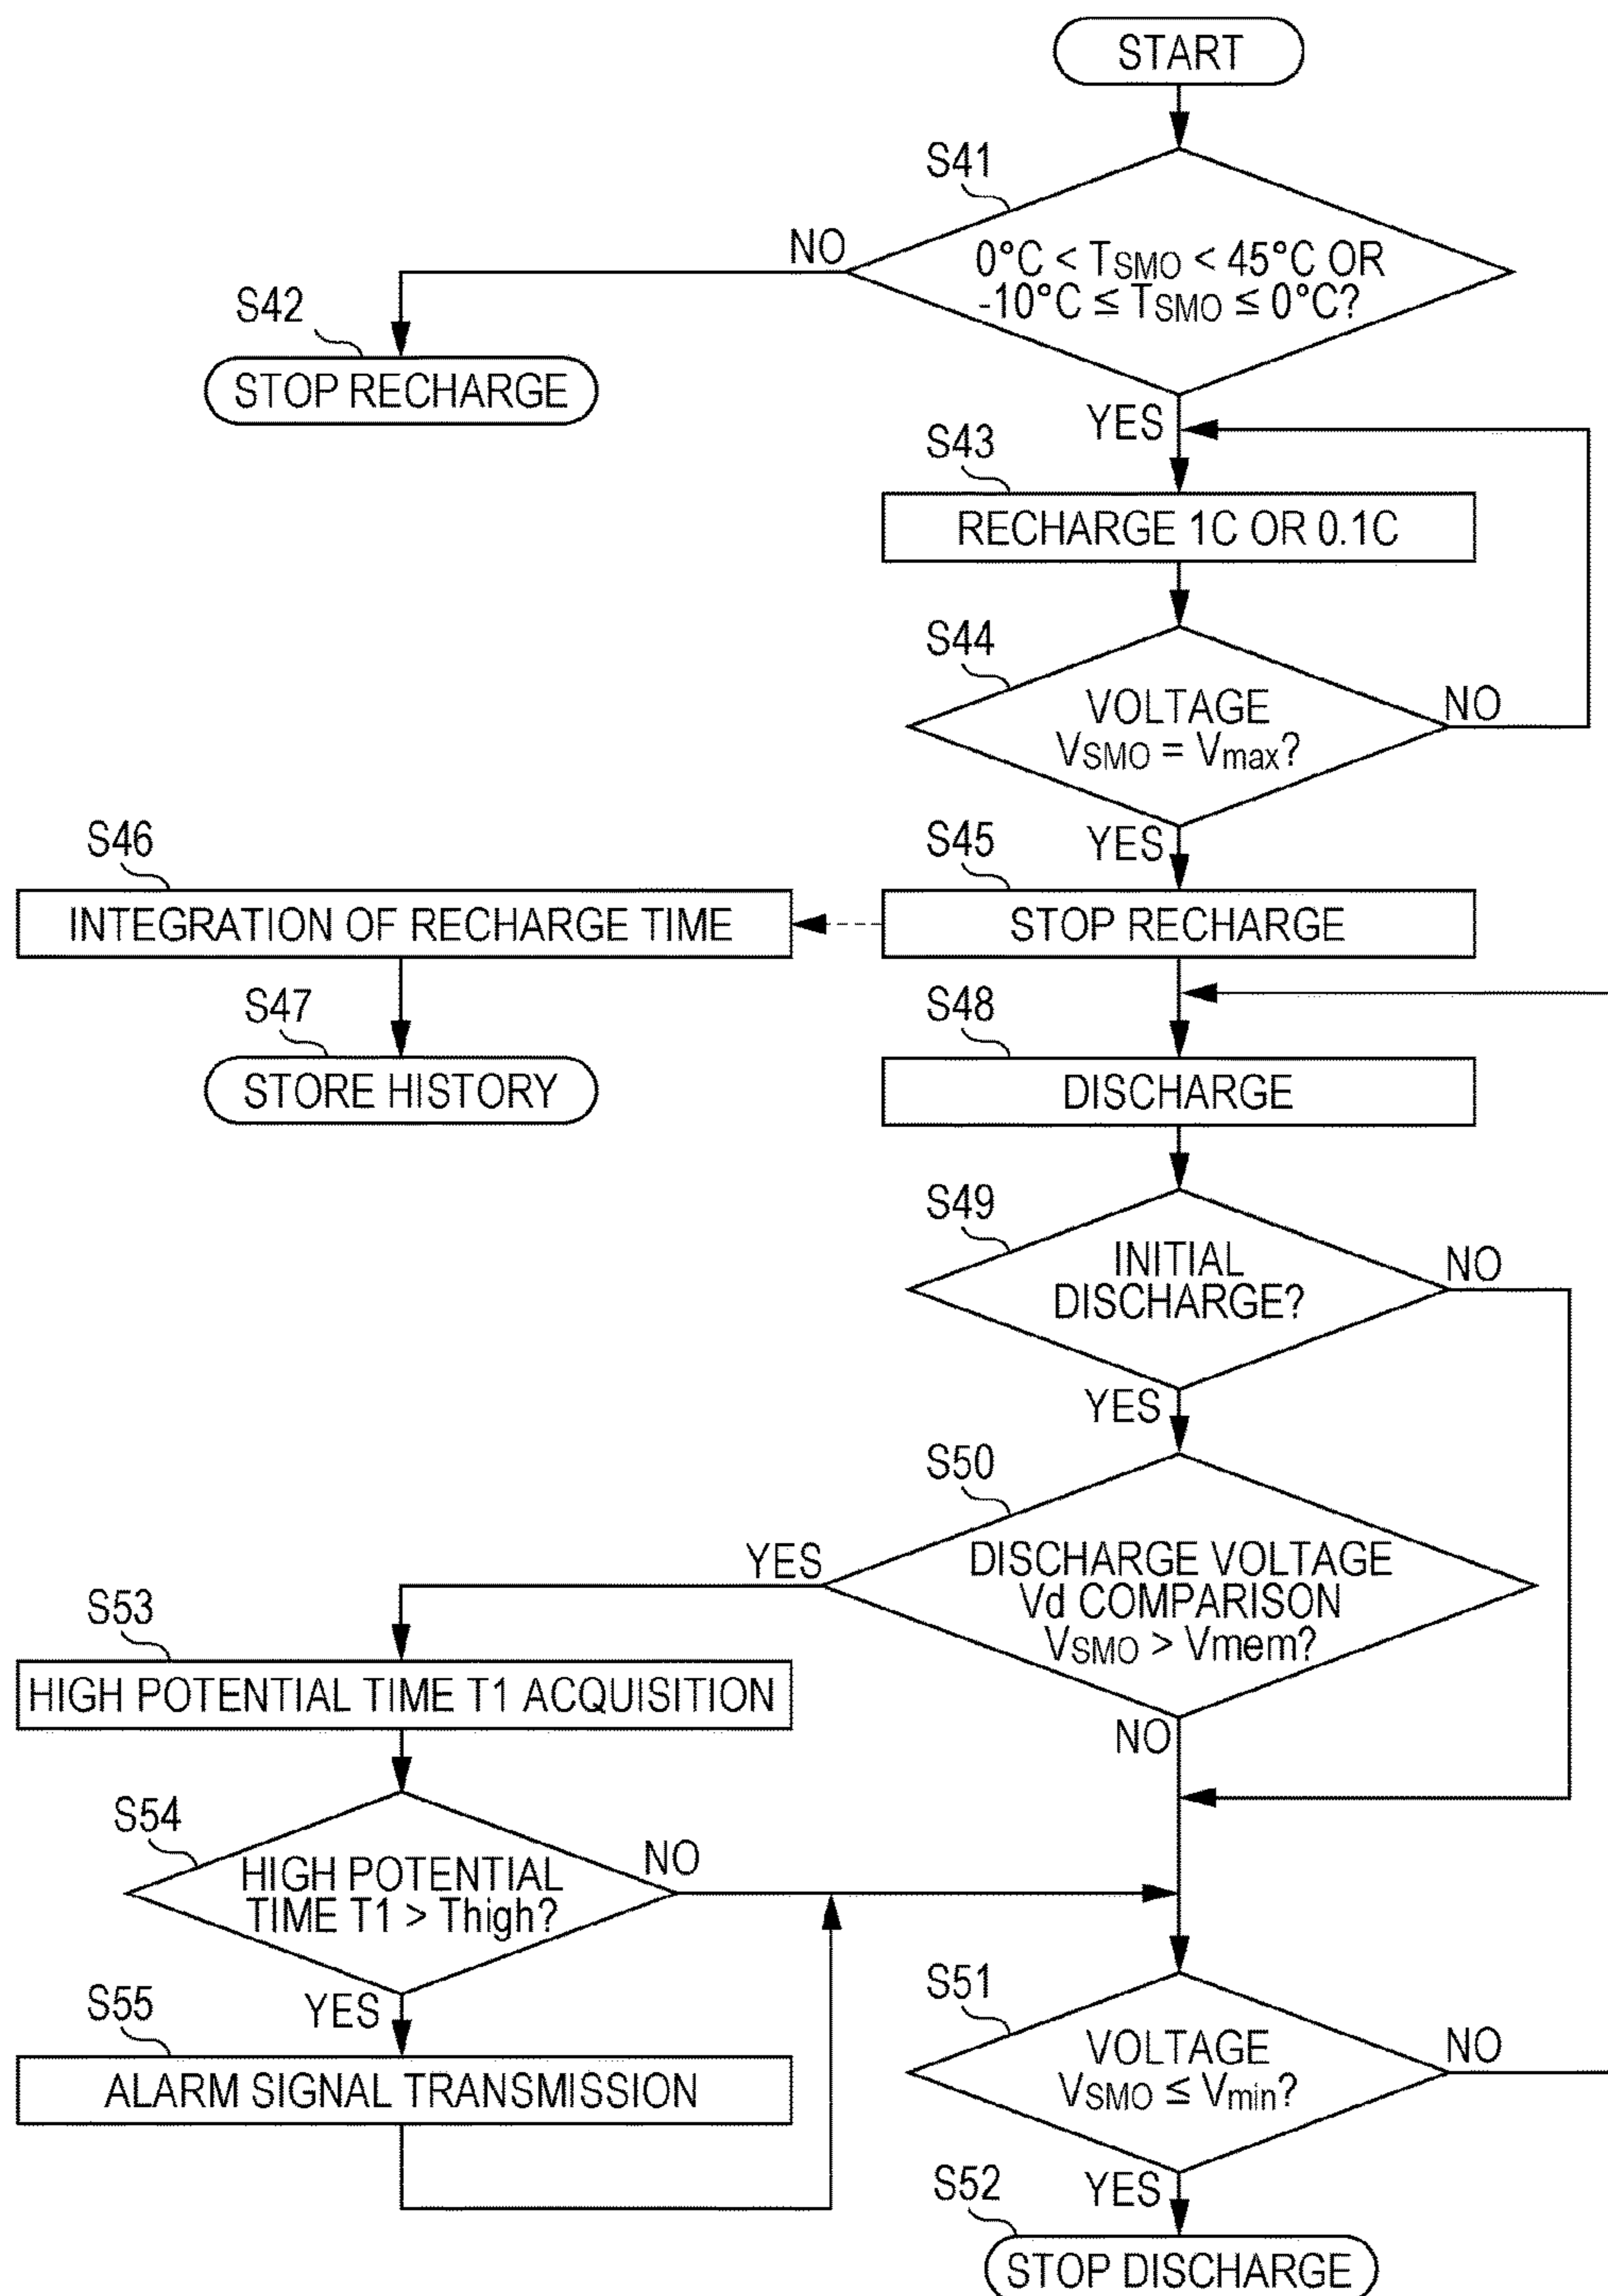 START
S41
0°C < TSMO < 45°C OR
-10°C ≤ TSMO ≤ 0°C?
NO
S42
STOP RECHARGE
YES
S43
RECHARGE 1C OR 0.1C
S44
VOLTAGE
VSMO = Vmax?
NO
YES
S45
STOP RECHARGE
S46
INTEGRATION OF RECHARGE TIME
S47
STORE HISTORY
S48
DISCHARGE
S49
INITIAL
DISCHARGE?
NO
YES
S50
DISCHARGE VOLTAGE
Vd COMPARISON
VSMO > Vmem?
YES
NO
S53
HIGH POTENTIAL TIME T1 ACQUISITION
S54
HIGH POTENTIAL
TIME T1 > Thigh?
NO
YES
S55
ALARM SIGNAL TRANSMISSION
S51
VOLTAGE
VSMO ≤ Vmin?
NO
YES
S52
STOP DISCHARGE